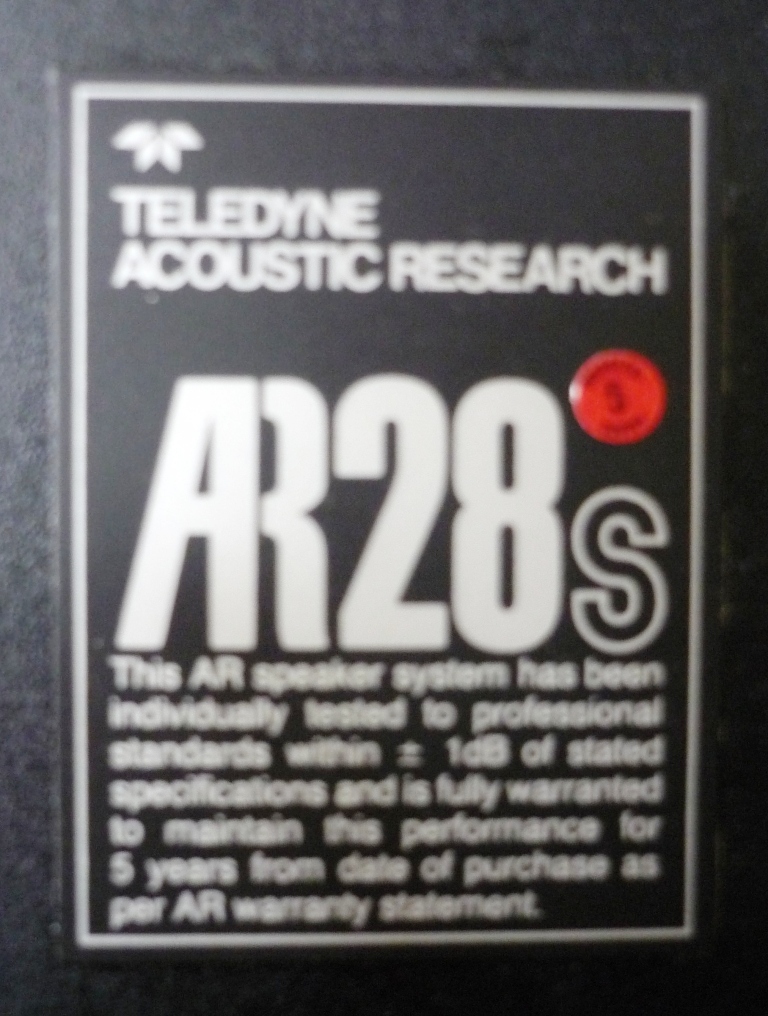 TELEDYNE
ACOUSTIC RESEARCH
AR28s
This AR speaker system has been
individually tested to professional
standards within ± 1dB of stated
specifications and is fully warranted
to maintain this performance for
5 years from date of purchase as
per AR warranty statement.